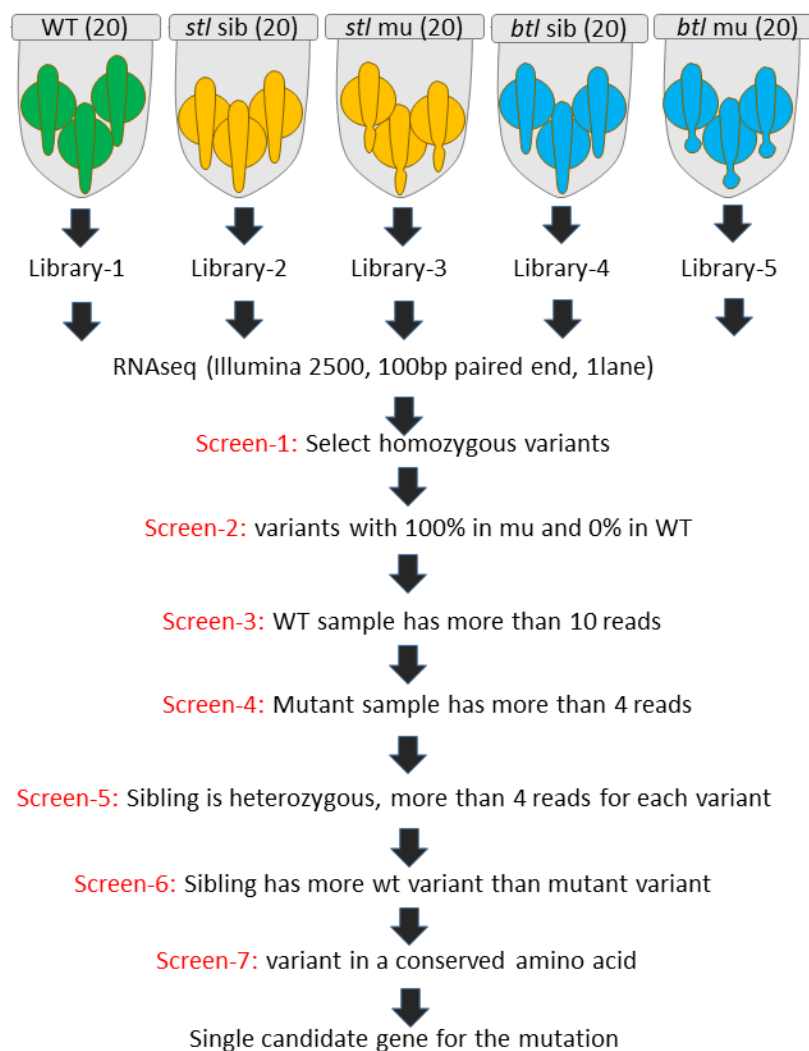 WT (20) stl sib (20) stl mu (20) btl sib (20) btl mu (20)
Library-1 Library-2 Library-3 Library-4 Library-5
RNAseq (Illumina 2500, 100bp paired end, 1lane)
Screen-1: Select homozygous variants
Screen-2: variants with 100% in mu and 0% in WT
Screen-3: WT sample has more than 10 reads
Screen-4: Mutant sample has more than 4 reads
Screen-5: Sibling is heterozygous, more than 4 reads for each variant
Screen-6: Sibling has more wt variant than mutant variant
Screen-7: variant in a conserved amino acid
Single candidate gene for the mutation